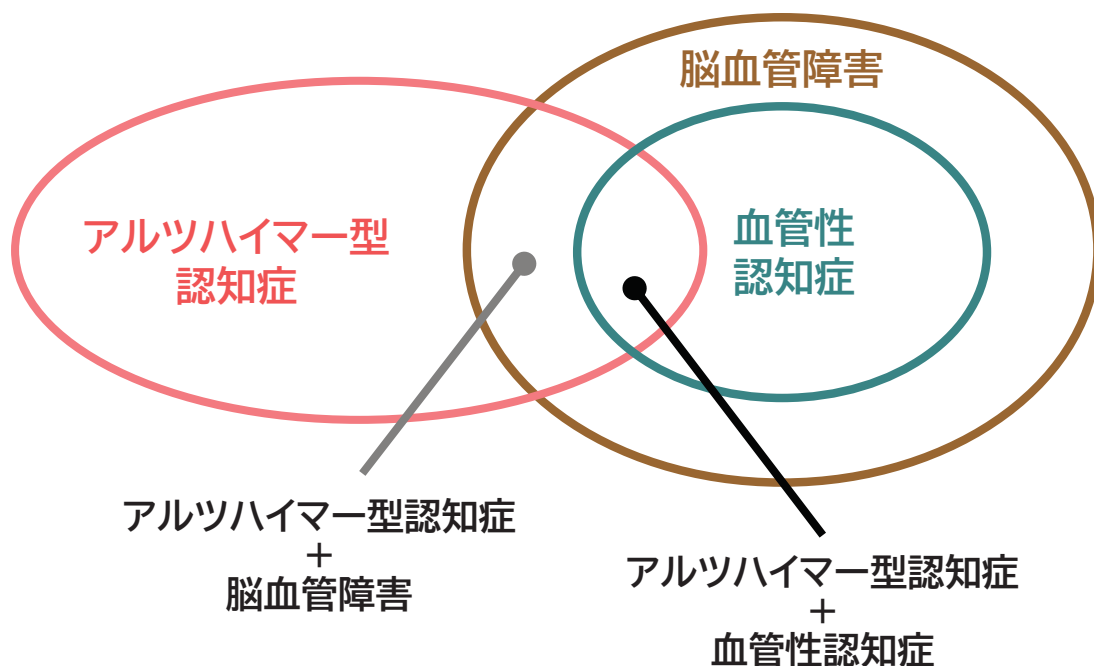 脳血管障害
アルツハイマー型
認知症
血管性
認知症
アルツハイマー型認知症
+
脳血管障害
アルツハイマー型認知症
+
血管性認知症